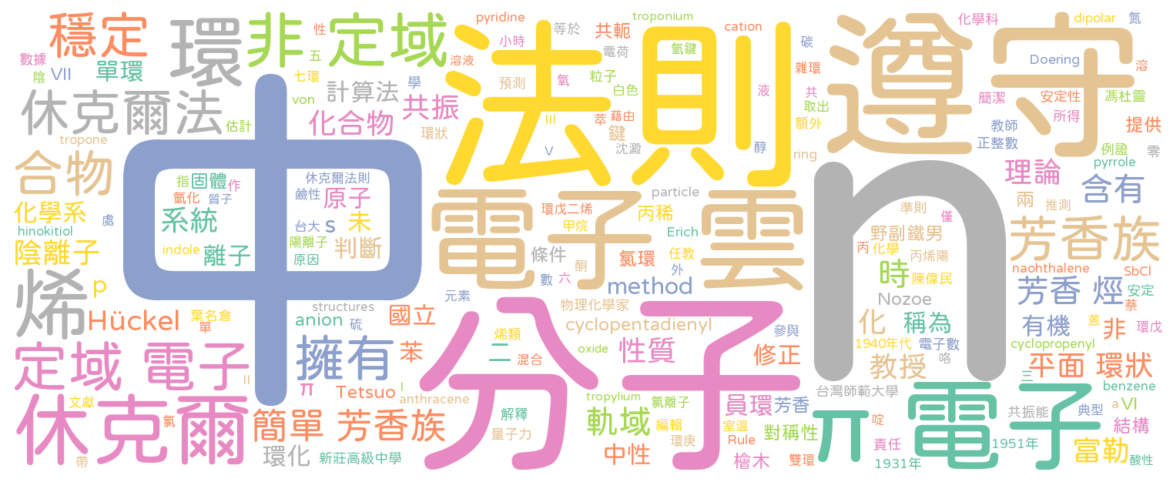 pyridine 等於 troponium cation 化學科 dipolar 氮
穩定 環 非定域 性 小時 共軛 法則 遵守
數據 單環 五 溶液 氫鍵 電荷 碳 Doering 溶
陰 VII 七環 學 預測 氧 粒子 液 雜環 簡潔 安定性 馮杜靈
休克爾法 von 計算法 共振 白色 共 取出 所得
估計 化合物 III 萃 藉由 額外 教師 提供
tropone 環狀 V 沈澱 鍵 醇 ring 正整數 例證 零
合物 中 休克爾法則 電子雲 particle n 理論 pyrrole
指 固體 作 鹼性 原子 環戊二烯 丙稀 準則 僅 兩 推測 含有
化學系 氧化 質子 台大 s 未 甲烷 Erich 野副鐵男 芳香族
hinokitiol 處 系統 陽離子 條件 氯環 任教 丙 化學 丙烯陽
陰離子 indole 離子 原因 判斷 酮 外 時 陳偉民 naohthalene SbCl
烯 p 元素 數 六 method Nozoe 芳香 烴 安定
葉名倉 structures 物理化學家 化 稱為 萘
Hückel 單 硫 anion 國立 cyclopentadienyl 參與 1940年代 電子數 有機 蔥 非 環戊
定域 電子 擁有 苯 分子 烯類 二 混合 性質 修正 教授 咯 cyclopropenyl 平面 環狀
II π Tetsuo l oxide 台灣師範大學 三 benzene
休克爾 文獻 anthracene tropylium 氯離子 員環 芳香 π 電子 共振能 典型 a VI
氯 簡單 芳香族 解釋 軌域 編輯 室溫 對稱性 啶 結構
量子力 環庚 Rule 責任 1951年 富勒
帶 環化 新莊高級中學 中性 檜木 雙環 1931年 酸性